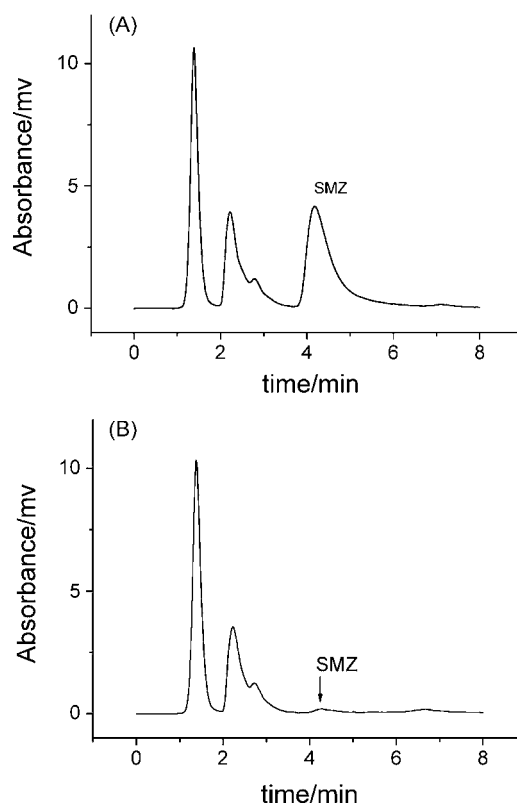 (A)
10
5
0
Absorbance/mv
SMZ
0 2 4 6 8
time/min
(B)
10
5
0
Absorbance/mv
SMZ
0 2 4 6 8
time/min